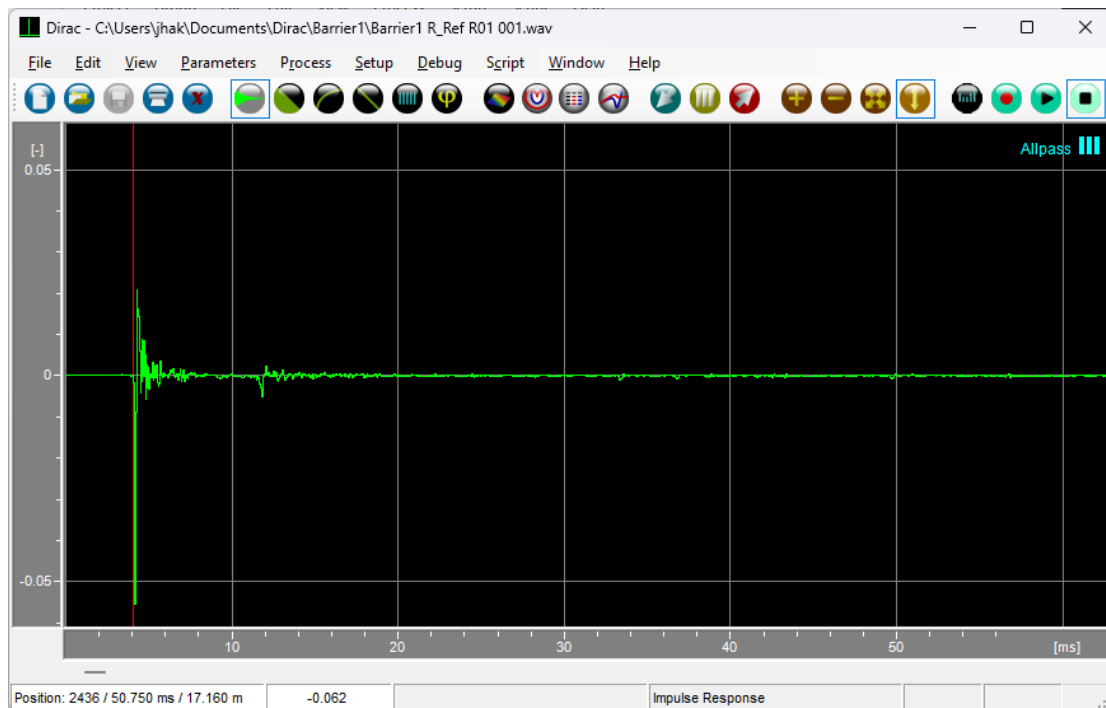 Dirac - C:\Users\jhak\Documents\Dirac\Barrier1\Barrier1 R_Ref R01 001.wav
File Edit View Parameters Process Setup Debug Script Window Help
[-]
Allpass
0.05
0
-0.05
10 20 30 40 50 [ms]
Position: 2436 / 50.750 ms / 17.160 m -0.062 Impulse Response